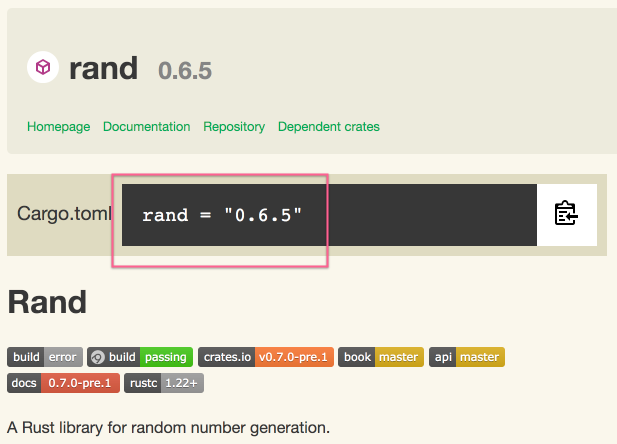 rand 0.6.5
Homepage Documentation Repository Dependent crates
Cargo.toml rand = "0.6.5"
Rand
build error build passing crates.io v0.7.0-pre.1 book master api master
docs 0.7.0-pre.1 rustc 1.22+
A Rust library for random number generation.